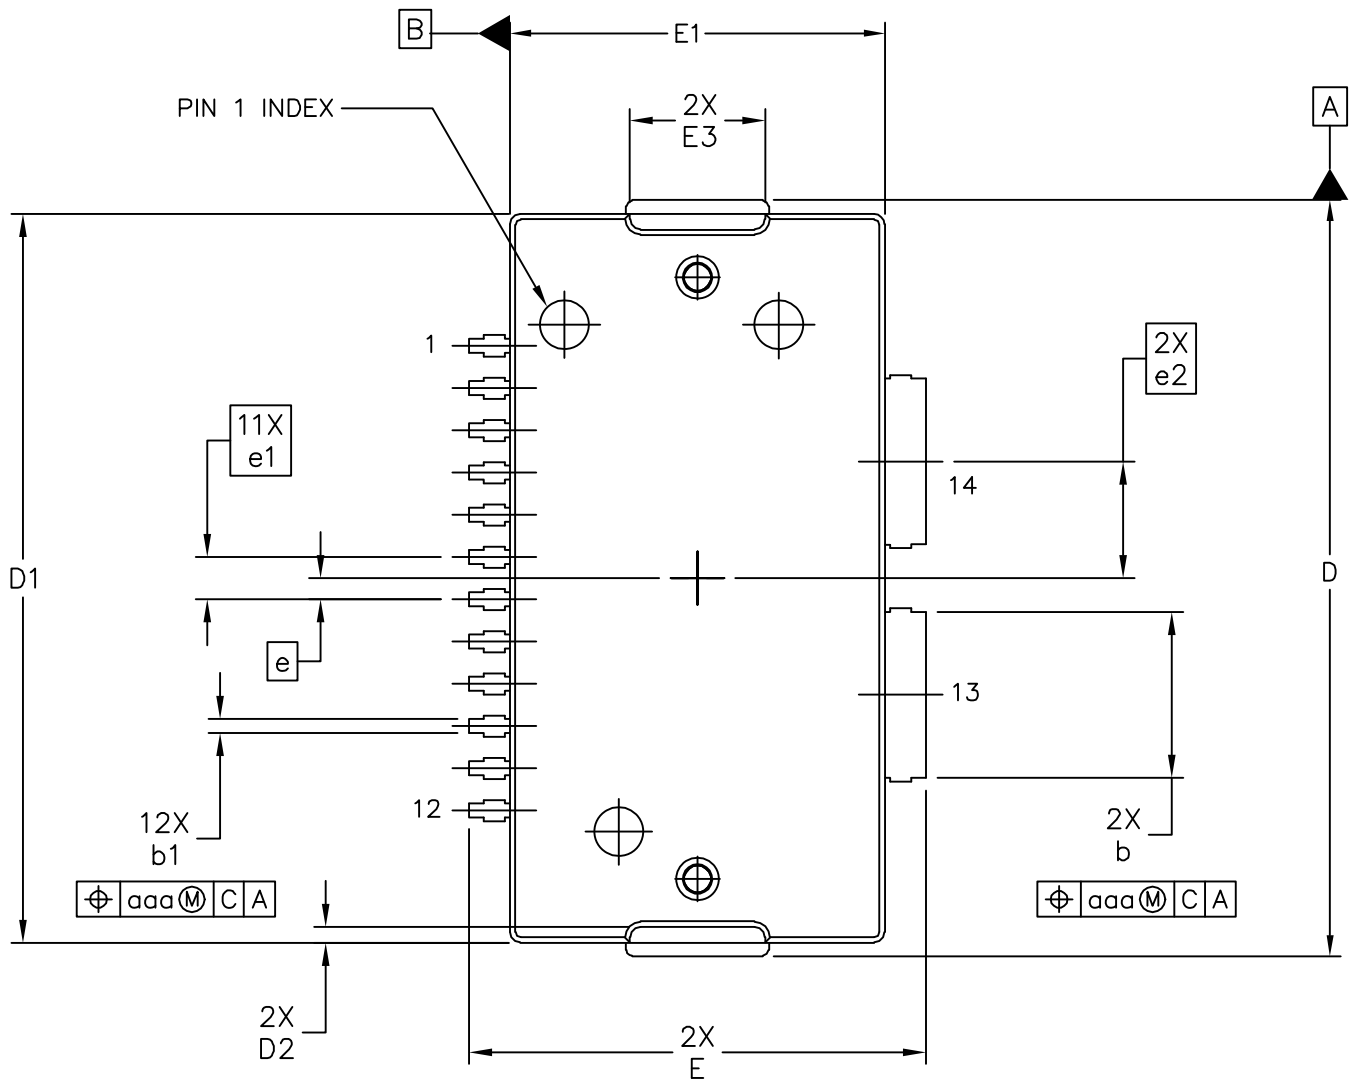 B
E1
PIN 1 INDEX
2X
E3
A
1
2X
e2
11X
e1
14
D1
D
e
13
12X
b1
12
2X
b
⌖ aaa Ⓜ C A
⌖ aaa Ⓜ C A
2X
D2
2X
E